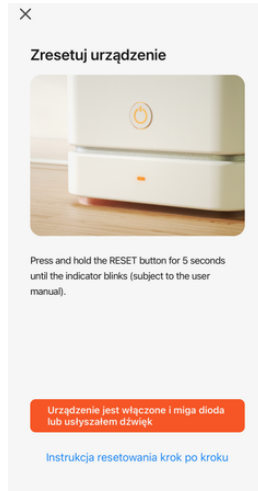 Zresetuj urządzenie
Press and hold the RESET button for 5 seconds
until the indicator blinks (subject to the user
manual).
Urządzenie jest włączone i miga dioda
lub usłyszałem dźwięk
Instrukcja resetowania krok po kroku